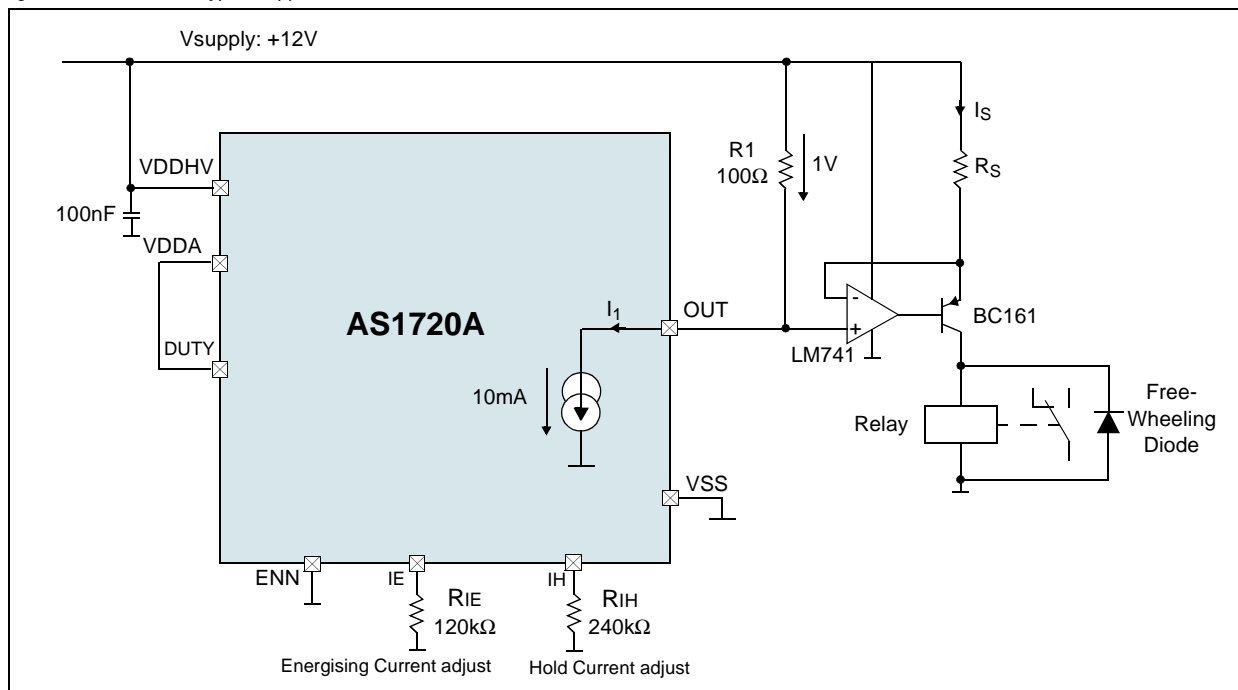 Vsupply: +12V
IS
R1
100Ω
1V
RS
VDDHV
100nF
VDDA
AS1720A
I1
OUT
-
+
BC161
LM741
DUTY
10mA
Relay
Free-
Wheeling
Diode
VSS
ENN
IE
IH
RIE
120kΩ
RIH
240kΩ
Energising Current adjust
Hold Current adjust